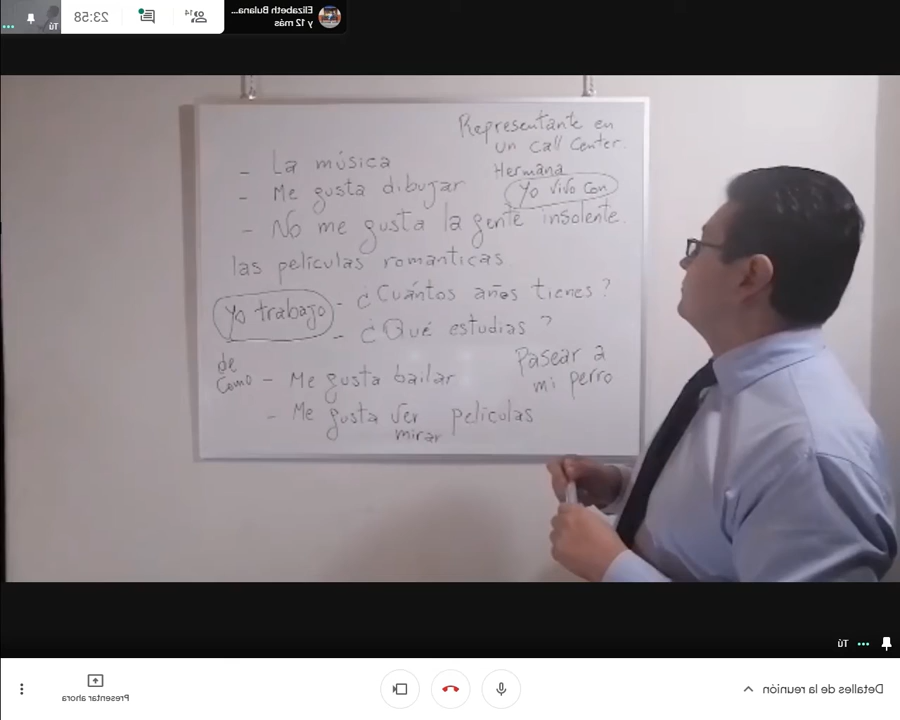 Elizabeth Bulana...
y 12 más
14
23:58
Tú
Representante en
un call center.
- La música
Hermana
- Me gusta dibujar
Yo vivo con
- No me gusta la gente insolente.
las películas romanticas
- ¿Cuántos años tienes?
Yo trabajo
- ¿Qué estudias?
de
como
Pasear a
mi perro
- Me gusta bailar
- Me gusta ver películas
mirar
Tú
Presentar ahora
Detalles de la reunión